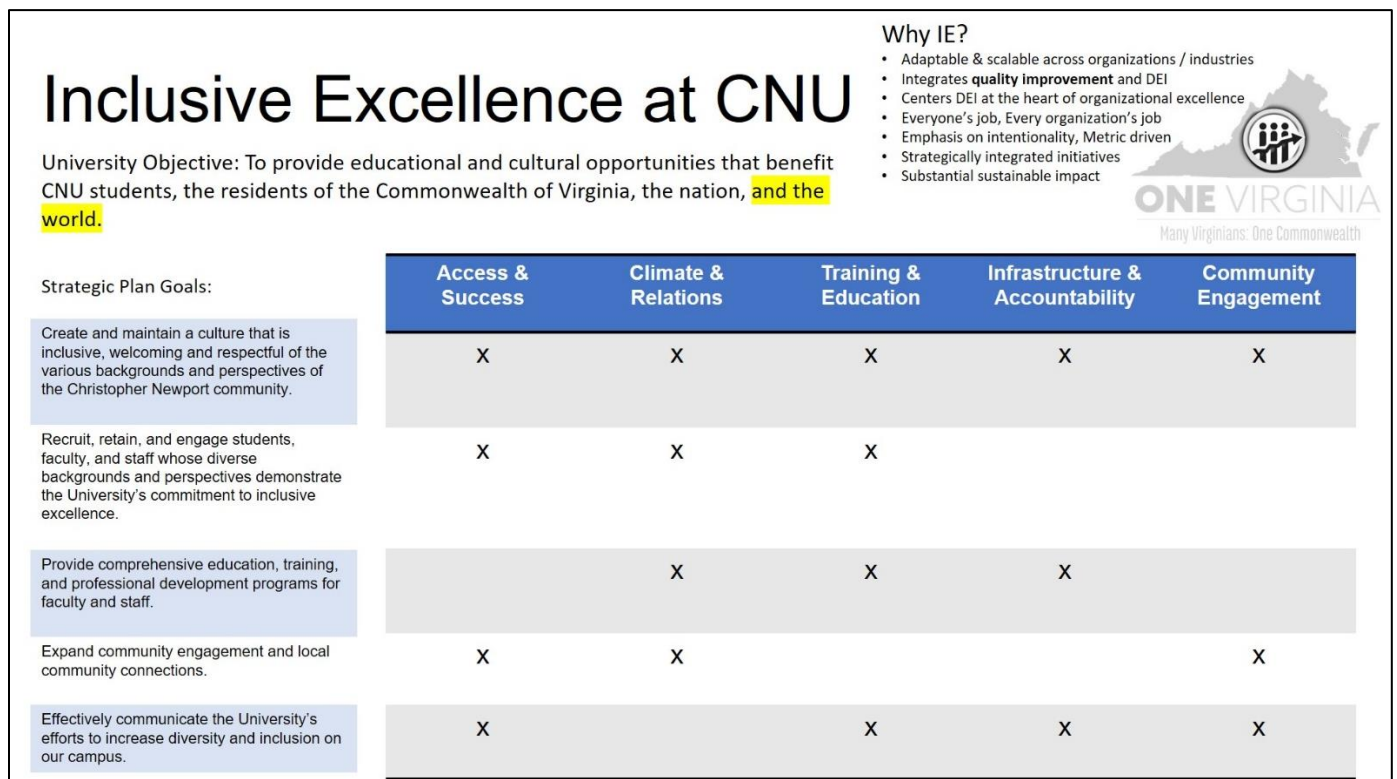 Inclusive Excellence at CNU
University Objective: To provide educational and cultural opportunities that benefit
CNU students, the residents of the Commonwealth of Virginia, the nation, and the
world.
Why IE?
• Adaptable & scalable across organizations / industries
• Integrates quality improvement and DEI
• Centers DEI at the heart of organizational excellence
• Everyone's job, Every organization's job
• Emphasis on intentionality, Metric driven
• Strategically integrated initiatives
• Substantial sustainable impact
ONE VIRGINIA
Many Virginians: One Commonwealth
Strategic Plan Goals:
Access &
Success
Climate &
Relations
Training &
Education
Infrastructure &
Accountability
Community
Engagement
Create and maintain a culture that is
inclusive, welcoming and respectful of the
various backgrounds and perspectives of
the Christopher Newport community.
X X X X X
Recruit, retain, and engage students,
faculty, and staff whose diverse
backgrounds and perspectives demonstrate
the University's commitment to inclusive
excellence.
X X X
Provide comprehensive education, training,
and professional development programs for
faculty and staff.
X X X
Expand community engagement and local
community connections.
X X X
Effectively communicate the University's
efforts to increase diversity and inclusion on
our campus.
X X X X